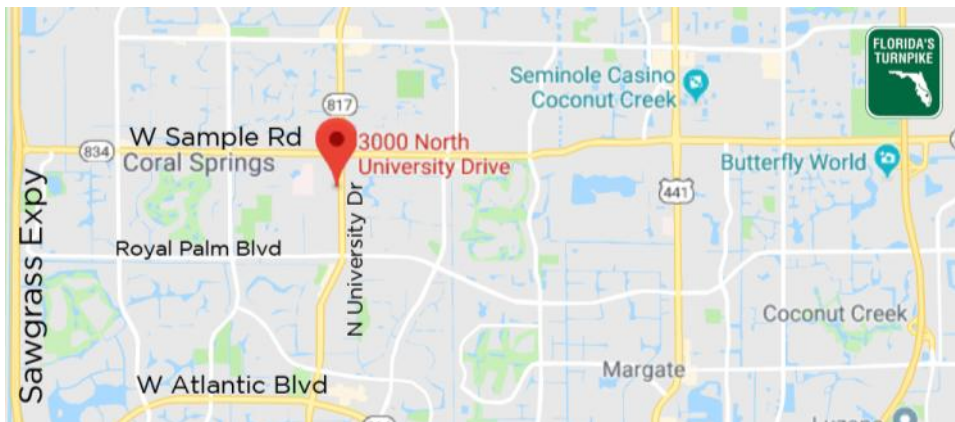 FLORIDA'S
TURNPIKE
Seminole Casino
Coconut Creek
817
W Sample Rd
834
Coral Springs
3000 North
University Drive
Butterfly World
441
Sawgrass Expy
N University Dr
Royal Palm Blvd
Coconut Creek
Margate
W Atlantic Blvd